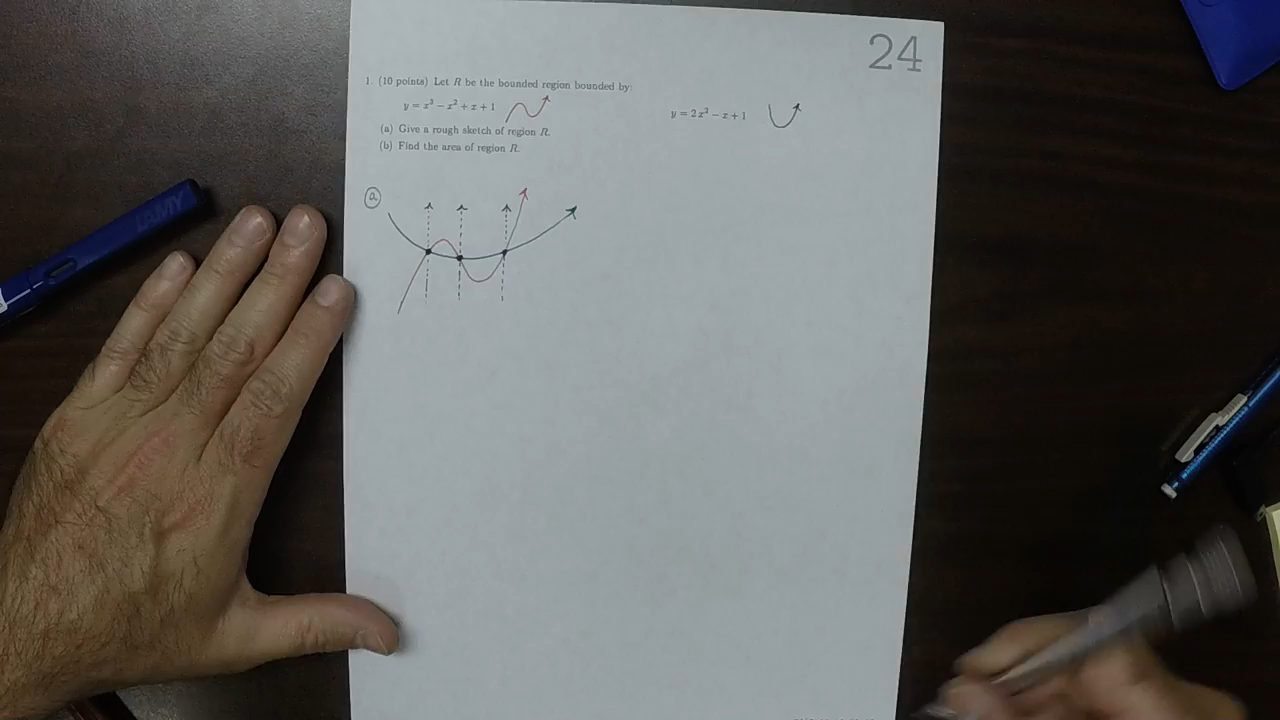 24
1. (10 points) Let R be the bounded region bounded by:
y = x³ − x² + x + 1
y = 2x² − x + 1
(a) Give a rough sketch of region R.
(b) Find the area of region R.
a
LAMY